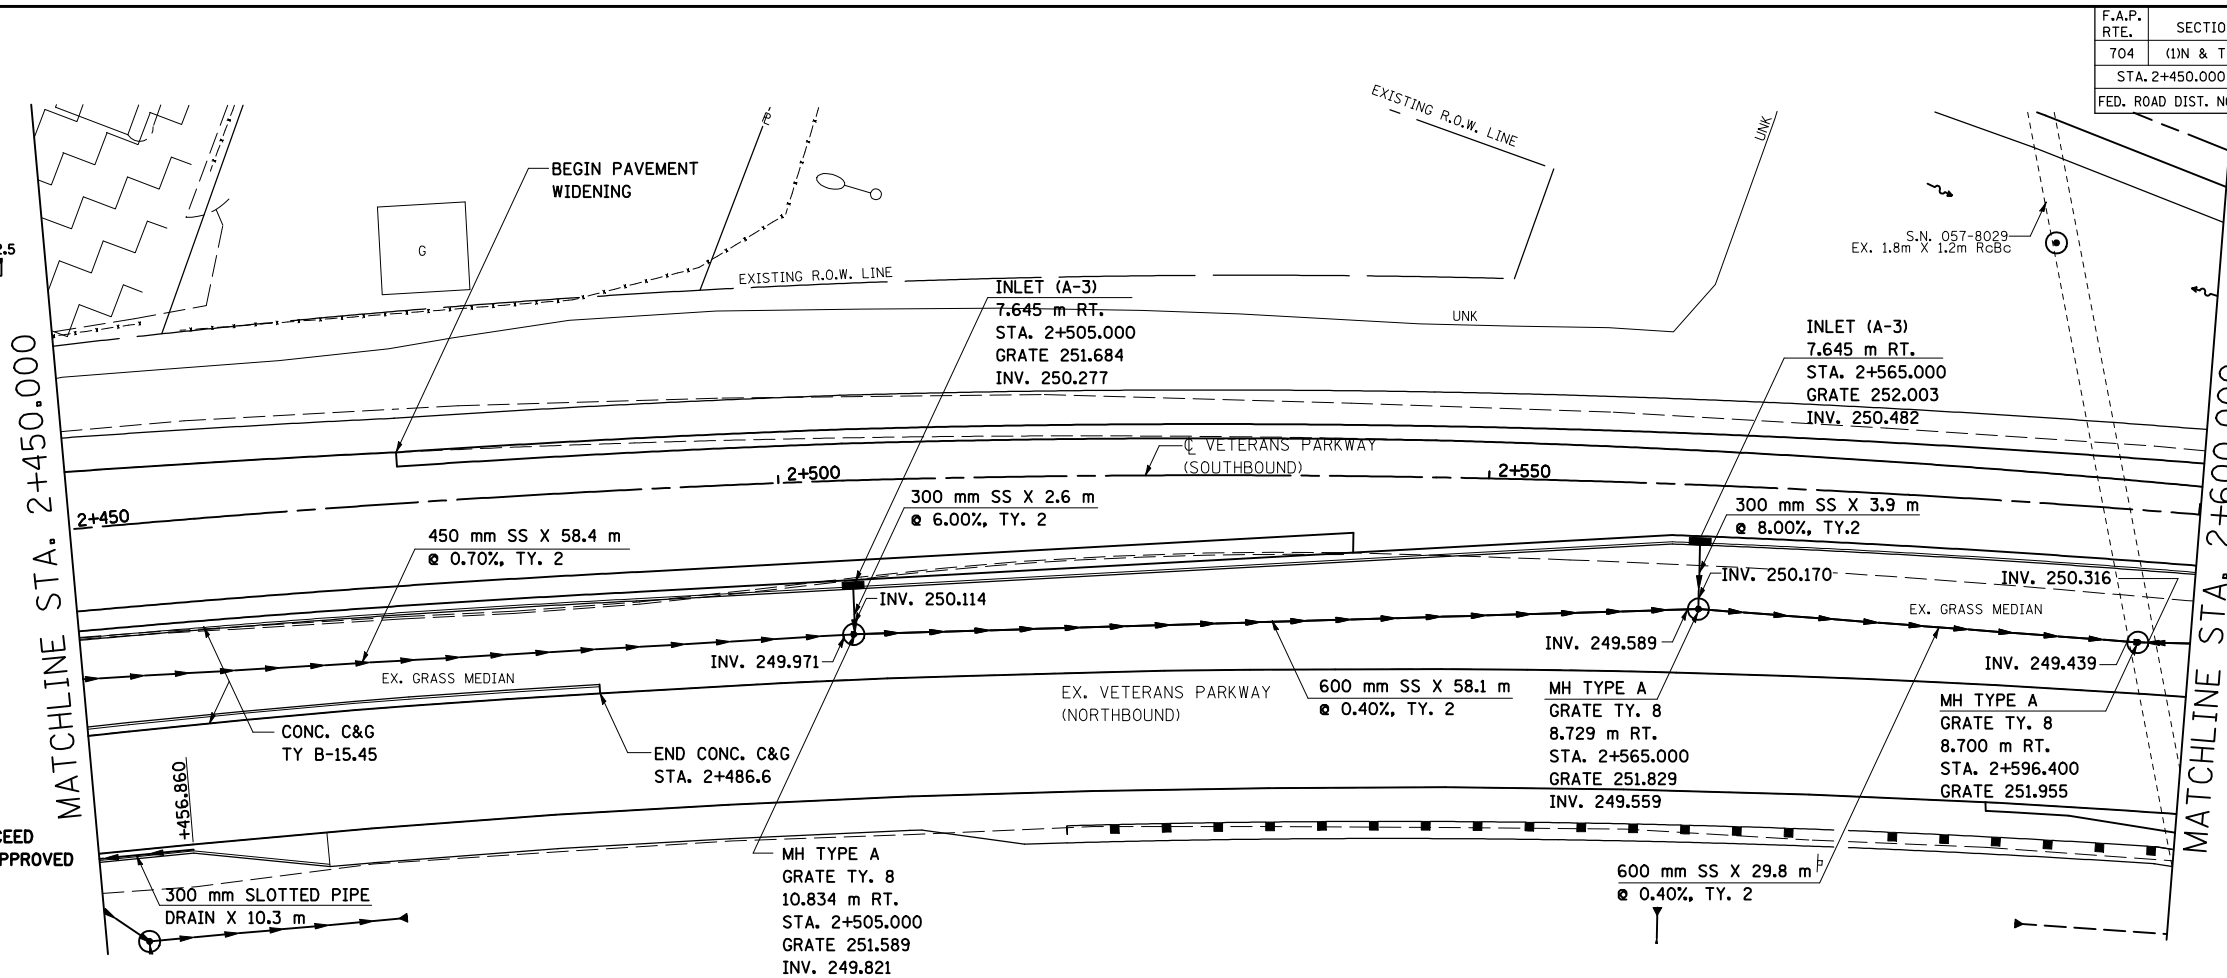 F.A.P.
RTE.
704
(1)N & T
STA. 2+450.000
FED. ROAD DIST.
EXISTING R.O.W. LINE
UNK
BEGIN PAVEMENT
WIDENING
G
S.N. 057-8029
EX. 1.8m X 1.2m RcBc
2.5
EXISTING R.O.W. LINE
INLET (A-3)
7.645 m RT.
STA. 2+505.000
GRATE 251.684
INV. 250.277
UNK
INLET (A-3)
7.645 m RT.
STA. 2+565.000
GRATE 252.003
INV. 250.482
MATCHLINE STA. 2+450.000
MATCHLINE STA. 2+600.000
℄ VETERANS PARKWAY
(SOUTHBOUND)
2+450
2+500
2+550
450 mm SS X 58.4 m
@ 0.70%, TY. 2
300 mm SS X 2.6 m
@ 6.00%, TY. 2
300 mm SS X 3.9 m
@ 8.00%, TY.2
INV. 250.114
INV. 250.170
INV. 250.316
EX. GRASS MEDIAN
INV. 249.971
INV. 249.589
EX. GRASS MEDIAN
INV. 249.439
CONC. C&G
TY B-15.45
END CONC. C&G
STA. 2+486.6
EX. VETERANS PARKWAY
(NORTHBOUND)
600 mm SS X 58.1 m
@ 0.40%, TY. 2
MH TYPE A
GRATE TY. 8
8.729 m RT.
STA. 2+565.000
GRATE 251.829
INV. 249.559
MH TYPE A
GRATE TY. 8
8.700 m RT.
STA. 2+596.400
GRATE 251.955
+456.860
PPROVED
300 mm SLOTTED PIPE
DRAIN X 10.3 m
MH TYPE A
GRATE TY. 8
10.834 m RT.
STA. 2+505.000
GRATE 251.589
INV. 249.821
600 mm SS X 29.8 m
@ 0.40%, TY. 2